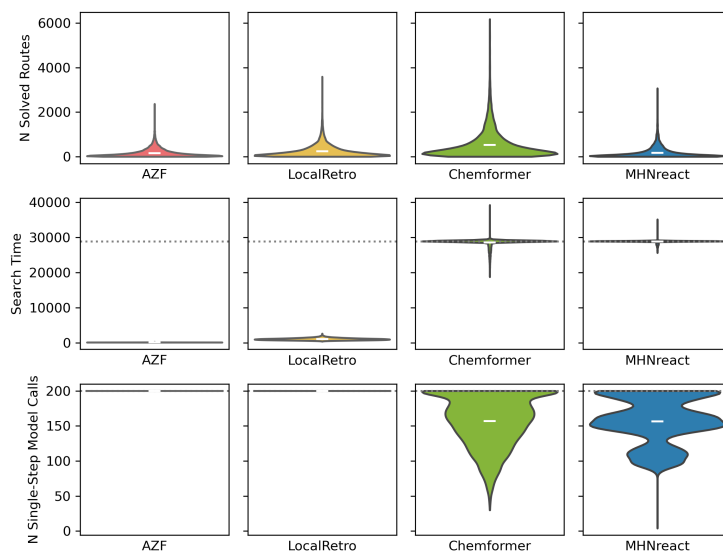 N Solved Routes
6000
4000
2000
0
AZF
LocalRetro
Chemformer
MHNreact
Search Time
40000
30000
20000
10000
0
AZF
LocalRetro
Chemformer
MHNreact
N Single-Step Model Calls
200
150
100
50
0
AZF
LocalRetro
Chemformer
MHNreact